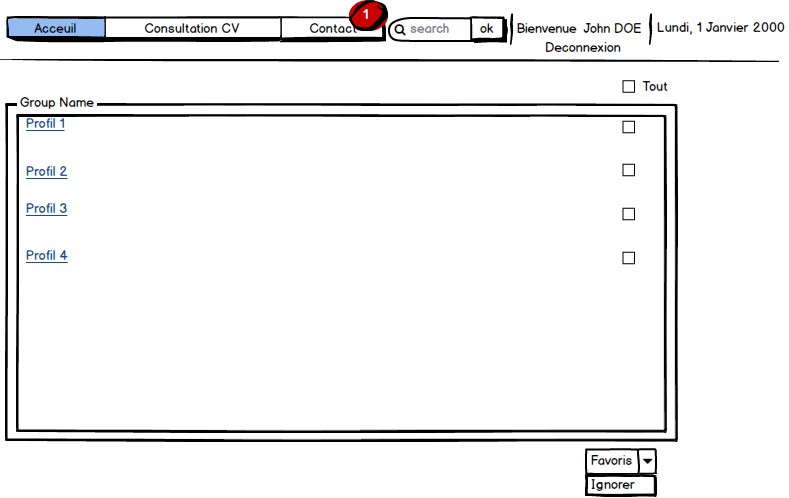 Acceuil Consultation CV Contact 1 search ok Bienvenue John DOE Lundi, 1 Janvier 2000
Deconnexion
Tout
Group Name
Profil 1
Profil 2
Profil 3
Profil 4
Favoris
Ignorer